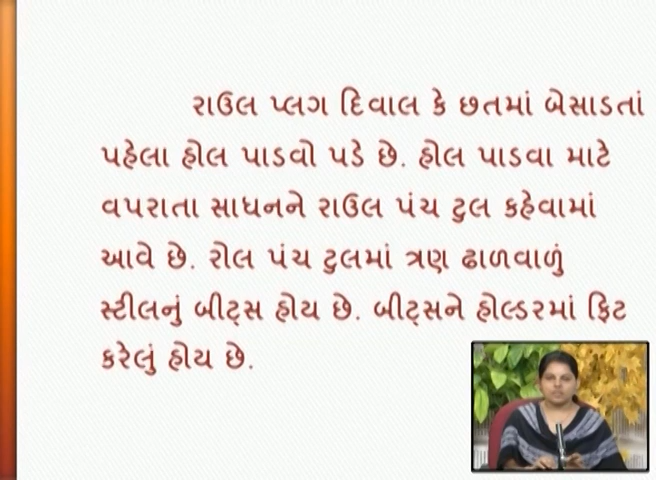 રાઉલ પ્લગ દિવાલ કે છતમાં બેસાડતાં
પહેલા હોલ પાડવો પડે છે. હોલ પાડવા માટે
વપરાતા સાધનને રાઉલ પંચ ટુલ કહેવામાં
આવે છે. રોલ પંચ ટુલમાં ત્રણ ઢાળવાળું
સ્ટીલનું બીટ્સ હોય છે. બીટ્સને હોલ્ડરમાં ફિટ
કરેલું હોય છે.